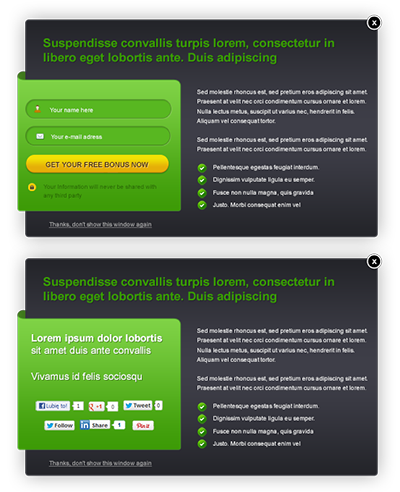 x
Suspendisse convallis turpis lorem, consectetur in
libero eget lobortis ante. Duis adipiscing
Your name here
Your e-mail adress
GET YOUR FREE BONUS NOW
Your information will never be shared with
any third party
Sed molestie rhoncus est, sed pretium eros adipiscing sit amet.
Praesent at velit nec orci condimentum cursus ornare et lorem.
Nulla metus lectus, suscipit ut varius nec, hendrerit in felis.
Aliquam vel consequat tortor.
Sed molestie rhoncus est, sed pretium eros adipiscing sit amet.
Praesent at velit nec orci condimentum cursus ornare et lorem.
Pellentesque egestas feugiat interdum.
Dignissim vulputate ligula eu semper.
Fusce non nulla magna, quis gravida
Justo. Morbi consequat enim vel
Thanks, don't show this window again
x
Suspendisse convallis turpis lorem, consectetur in
libero eget lobortis ante. Duis adipiscing
Lorem ipsum dolor lobortis
sit amet duis ante convallis
Vivamus id felis sociosqu
Lubię to! 1 g +1 0 Tweet 0
Follow in Share 1 Pin it
Sed molestie rhoncus est, sed pretium eros adipiscing sit amet.
Praesent at velit nec orci condimentum cursus ornare et lorem.
Nulla metus lectus, suscipit ut varius nec, hendrerit in felis.
Aliquam vel consequat tortor.
Sed molestie rhoncus est, sed pretium eros adipiscing sit amet.
Praesent at velit nec orci condimentum cursus ornare et lorem.
Pellentesque egestas feugiat interdum.
Dignissim vulputate ligula eu semper.
Fusce non nulla magna, quis gravida
Justo. Morbi consequat enim vel
Thanks, don't show this window again